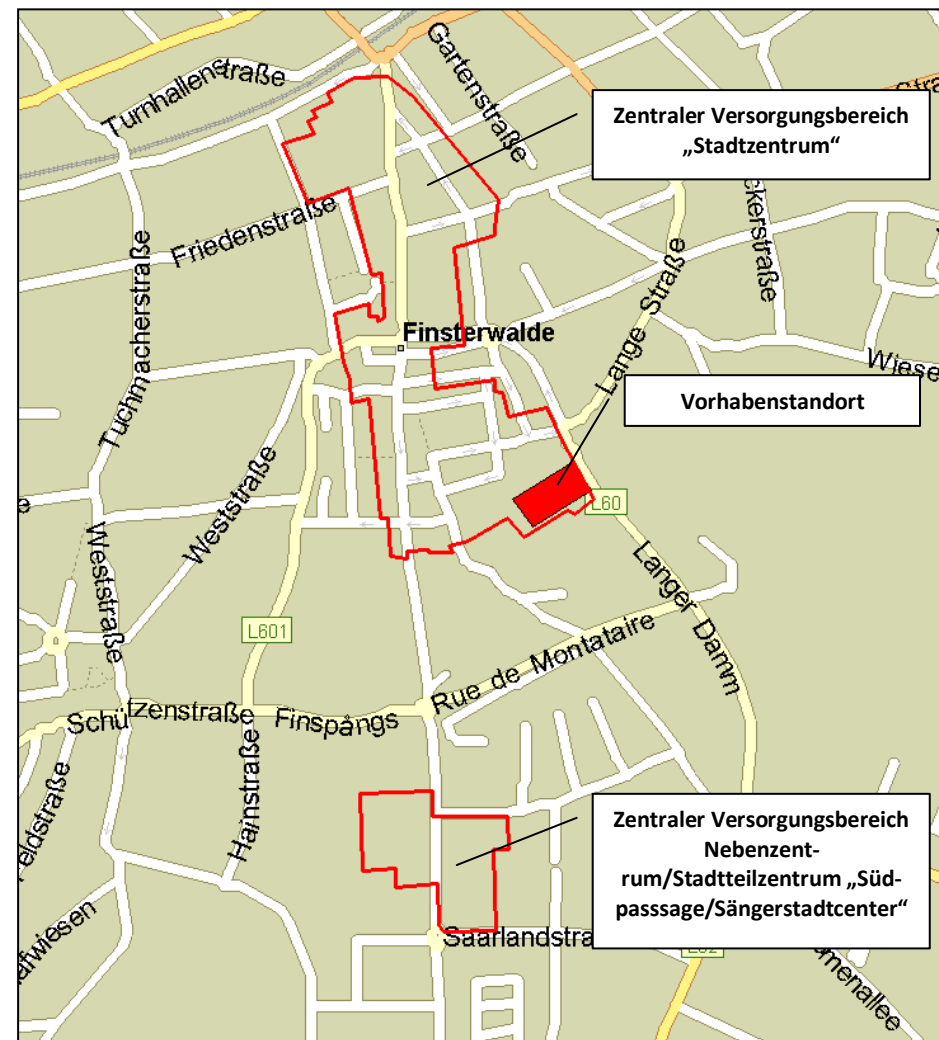 Turnhallenstraße
Gartenstraße
Zentraler Versorgungsbereich
„Stadtzentrum“
Friedenstraße
Tuchmacherstraße
Finsterwalde
Lange Straße
Vorhabenstandort
Weststraße
Weststraße
L60
L601
Langer Damm
Rue de Montataire
Schützenstraße
Finspångs
Hainstraße
Zentraler Versorgungsbereich
Nebenzent-
rum/Stadtteilzentrum „Süd-
passsage/Sängerstadtcenter“
Saarlandstra